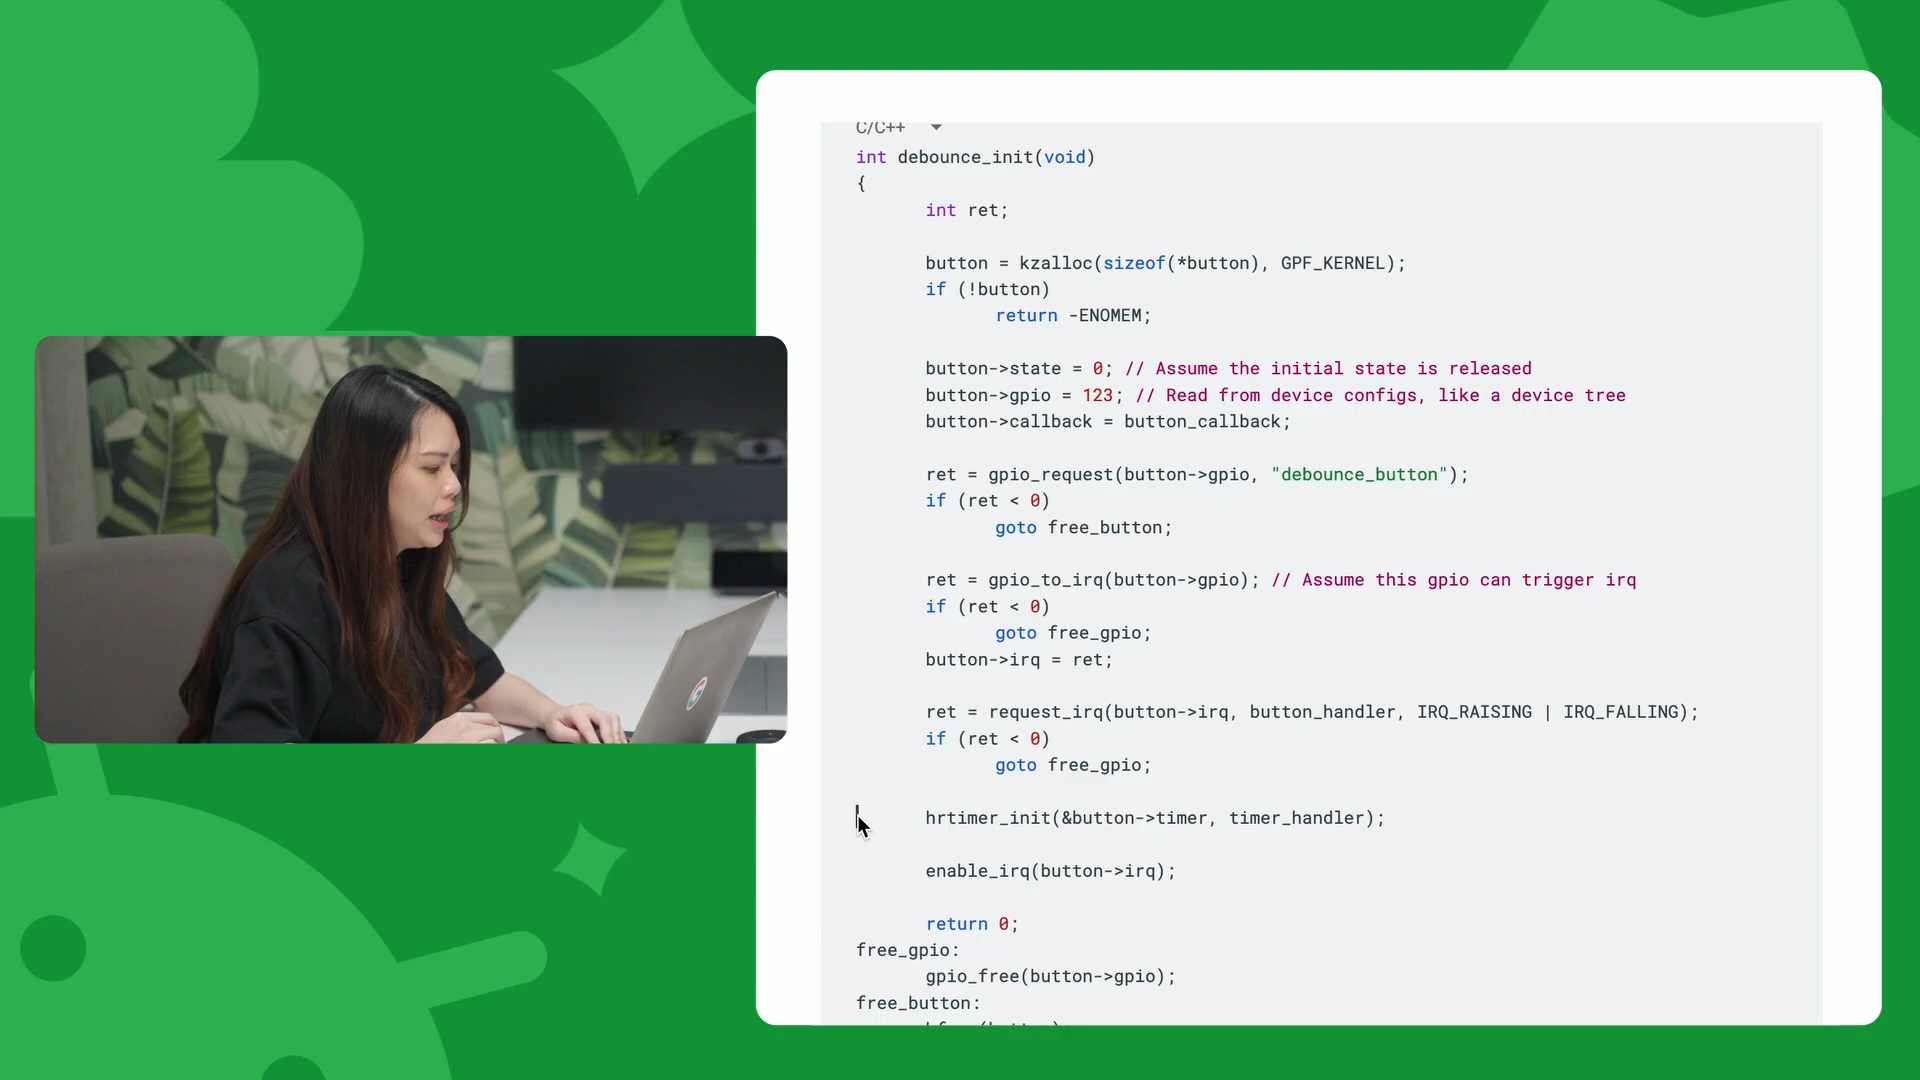 C/C++
int debounce_init(void)
{
int ret;
button = kzalloc(sizeof(*button), GPF_KERNEL);
if (!button)
return -ENOMEM;
button->state = 0; // Assume the initial state is released
button->gpio = 123; // Read from device configs, like a device tree
button->callback = button_callback;
ret = gpio_request(button->gpio, "debounce_button");
if (ret < 0)
goto free_button;
ret = gpio_to_irq(button->gpio); // Assume this gpio can trigger irq
if (ret < 0)
goto free_gpio;
button->irq = ret;
ret = request_irq(button->irq, button_handler, IRQ_RAISING | IRQ_FALLING);
if (ret < 0)
goto free_gpio;
hrtimer_init(&button->timer, timer_handler);
enable_irq(button->irq);
return 0;
free_gpio:
gpio_free(button->gpio);
free_button: